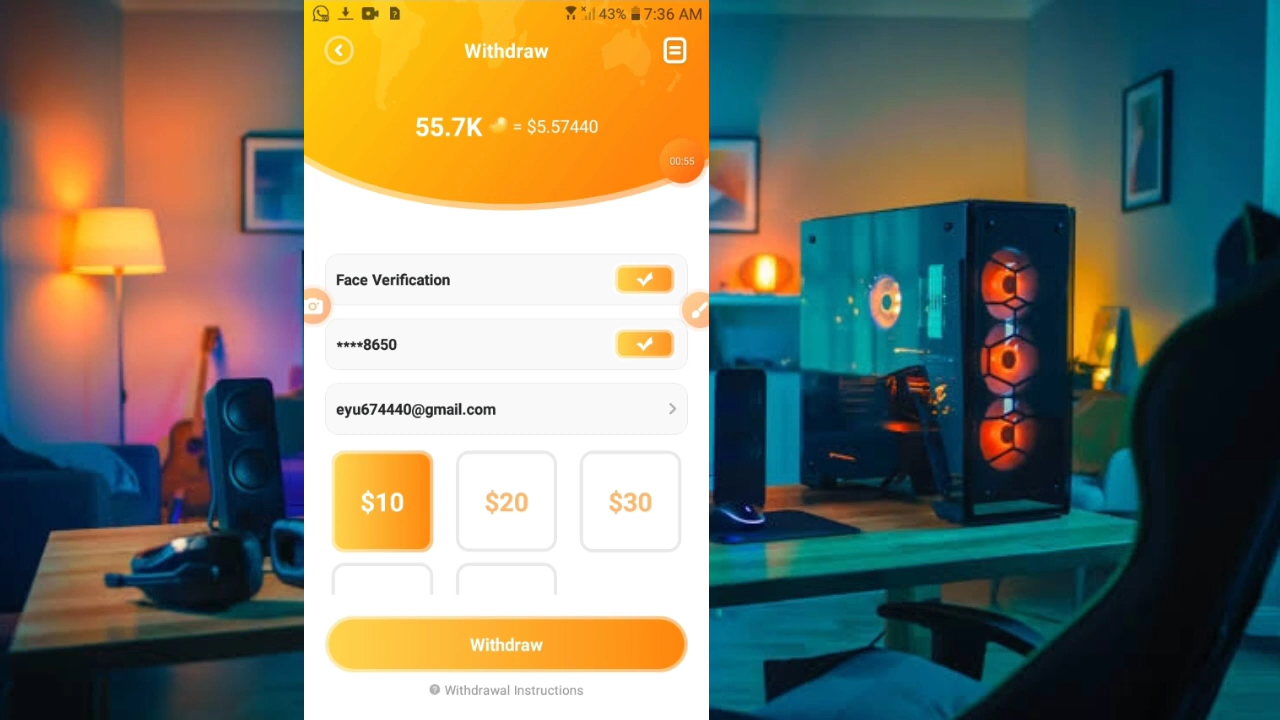 43% 7:36 AM
Withdraw
55.7K = $5.57440
00:55
Face Verification
****8650
eyu674440@gmail.com
$10 $20 $30
Withdraw
Withdrawal Instructions